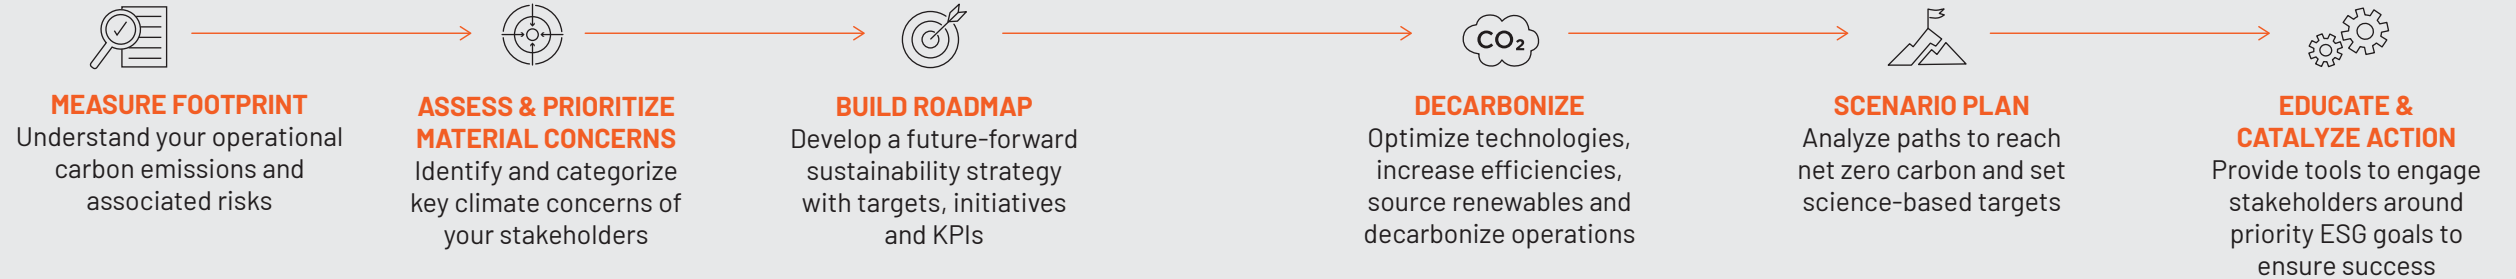 MEASURE FOOTPRINT
Understand your operational
carbon emissions and
associated risks
ASSESS & PRIORITIZE
MATERIAL CONCERNS
Identify and categorize
key climate concerns of
your stakeholders
BUILD ROADMAP
Develop a future-forward
sustainability strategy
with targets, initiatives
and KPIs
CO₂
DECARBONIZE
Optimize technologies,
increase efficiencies,
source renewables and
decarbonize operations
SCENARIO PLAN
Analyze paths to reach
net zero carbon and set
science-based targets
EDUCATE &
CATALYZE ACTION
Provide tools to engage
stakeholders around
priority ESG goals to
ensure success